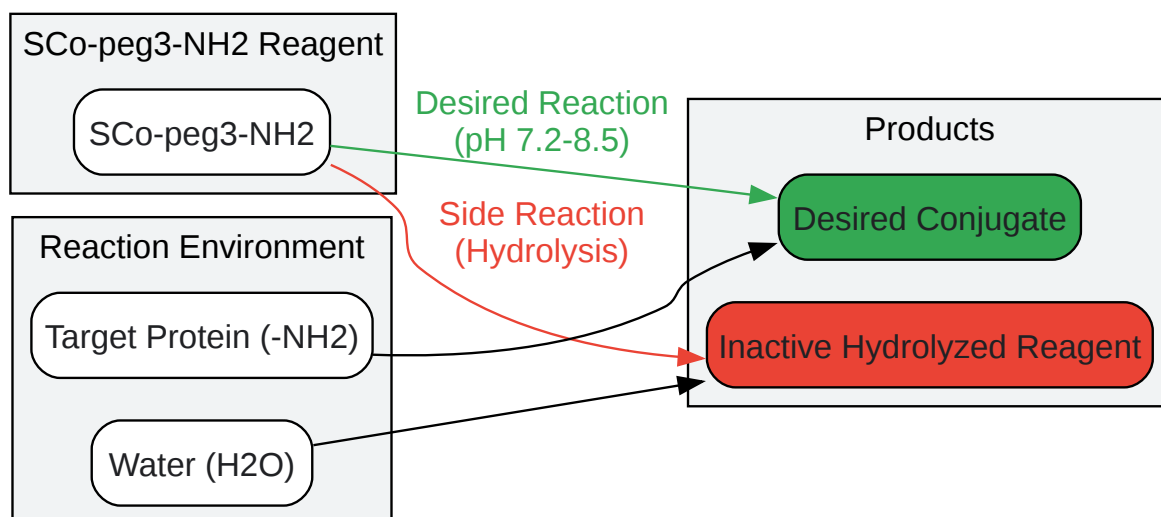 SCo-peg3-NH2 Reagent
SCo-peg3-NH2
Desired Reaction
(pH 7.2-8.5)
Side Reaction
(Hydrolysis)
Reaction Environment
Target Protein (-NH2)
Water (H2O)
Products
Desired Conjugate
Inactive Hydrolyzed Reagent